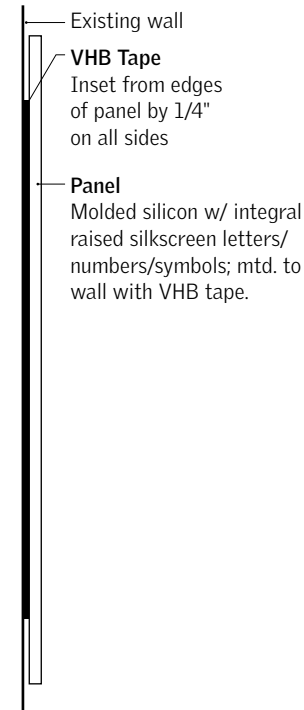 Existing wall
VHB Tape
Inset from edges
of panel by 1/4"
on all sides
Panel
Molded silicon w/ integral
raised silkscreen letters/
numbers/symbols; mtd. to
wall with VHB tape.